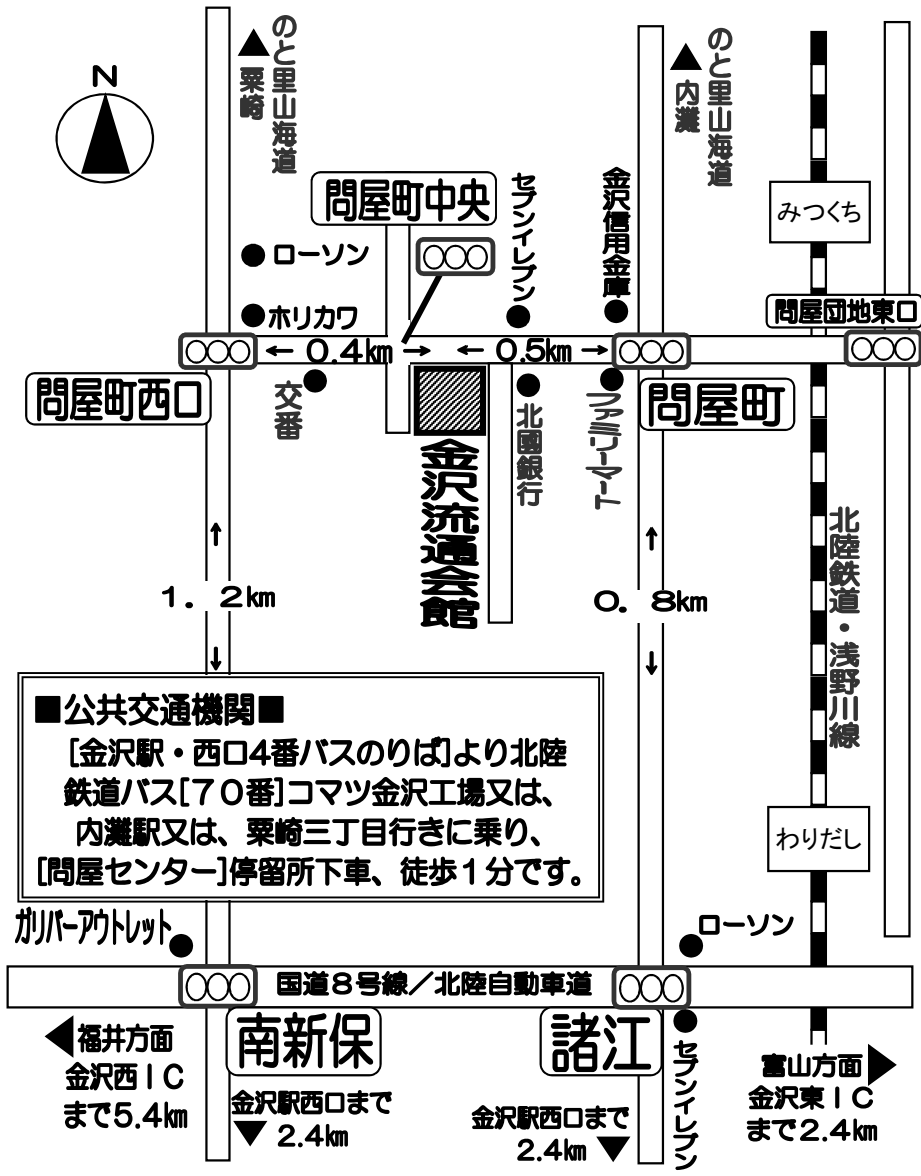 N
のと里山海道
粟崎
のと里山海道
内灘
問屋町中央
セブンイレブン
金沢信用金庫
みつくち
ローソン
ホリカワ
問屋団地東口
← 0.4km →
← 0.5km →
問屋町西口
交番
北國銀行
ファミリーマート
問屋町
金沢流通会館
北陸鉄道・浅野川線
1.2km
0.8km
■公共交通機関■
[金沢駅・西口4番バスのりば]より北陸
鉄道バス[70番]コマツ金沢工場又は、
内灘駅又は、粟崎三丁目行きに乗り、
[問屋センター]停留所下車、徒歩1分です。
わりだし
ガリバーアウトレット
ローソン
国道8号線/北陸自動車道
南新保
諸江
セブンイレブン
福井方面
金沢西IC
まで5.4km
金沢駅西口まで
2.4km
金沢駅西口まで
2.4km
富山方面
金沢東IC
まで2.4km